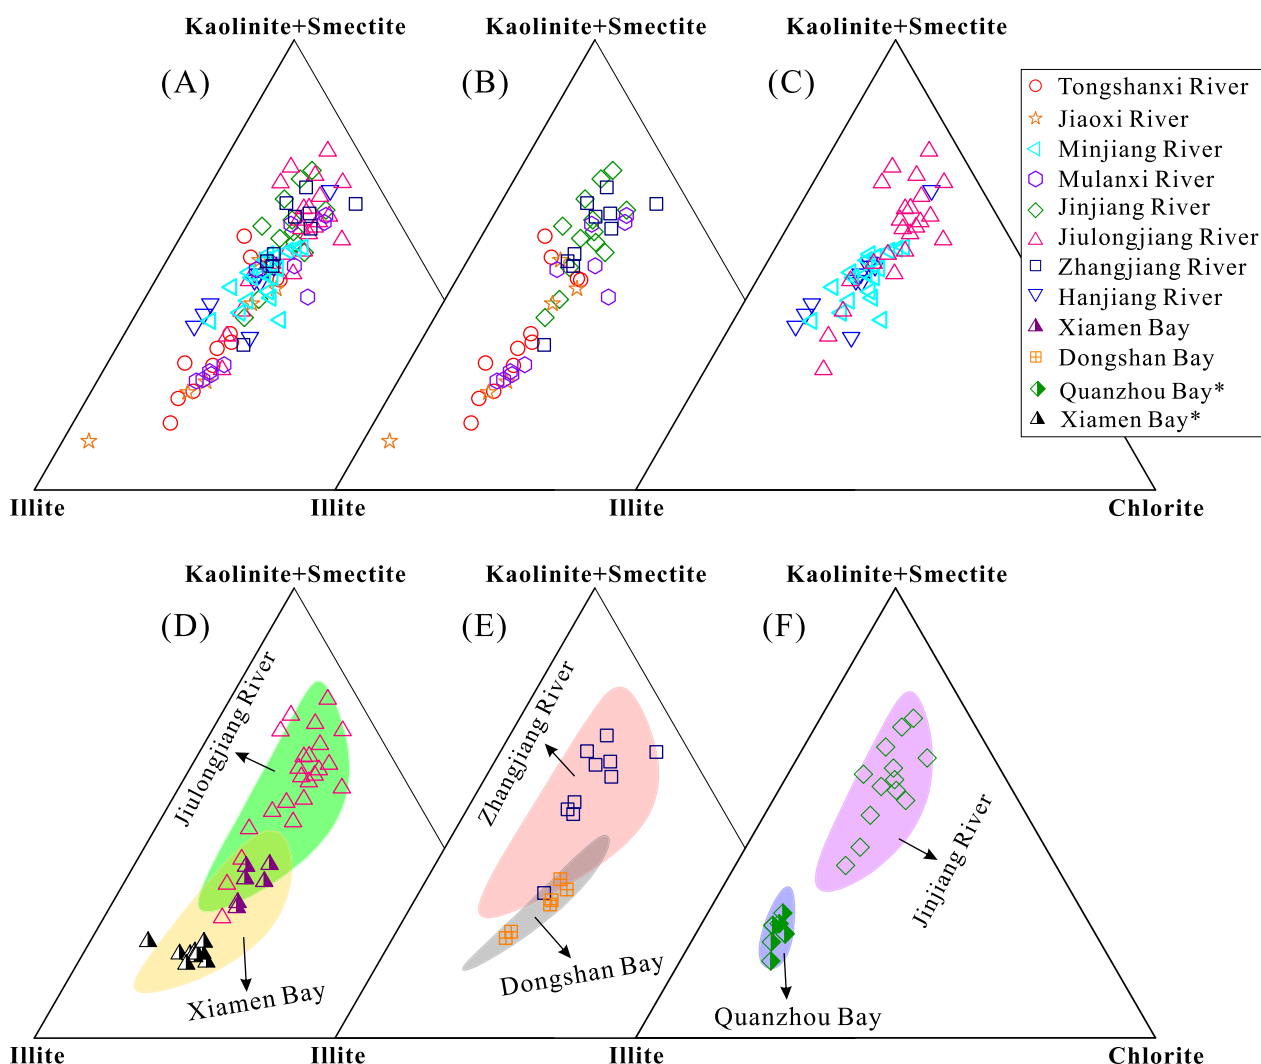 Kaolinite+Smectite
Kaolinite+Smectite
Kaolinite+Smectite
(A)
(B)
(C)
Tongshanxi River
Jiaoxi River
Minjiang River
Mulanxi River
Jinjiang River
Jiulongjiang River
Zhangjiang River
Hanjiang River
Xiamen Bay
Dongshan Bay
Quanzhou Bay*
Xiamen Bay*
Illite
Illite
Illite
Chlorite
Kaolinite+Smectite
Kaolinite+Smectite
Kaolinite+Smectite
(D)
(E)
(F)
Jiulongjiang River
Zhangjiang River
Jinjiang River
Xiamen Bay
Dongshan Bay
Quanzhou Bay
Illite
Illite
Illite
Chlorite